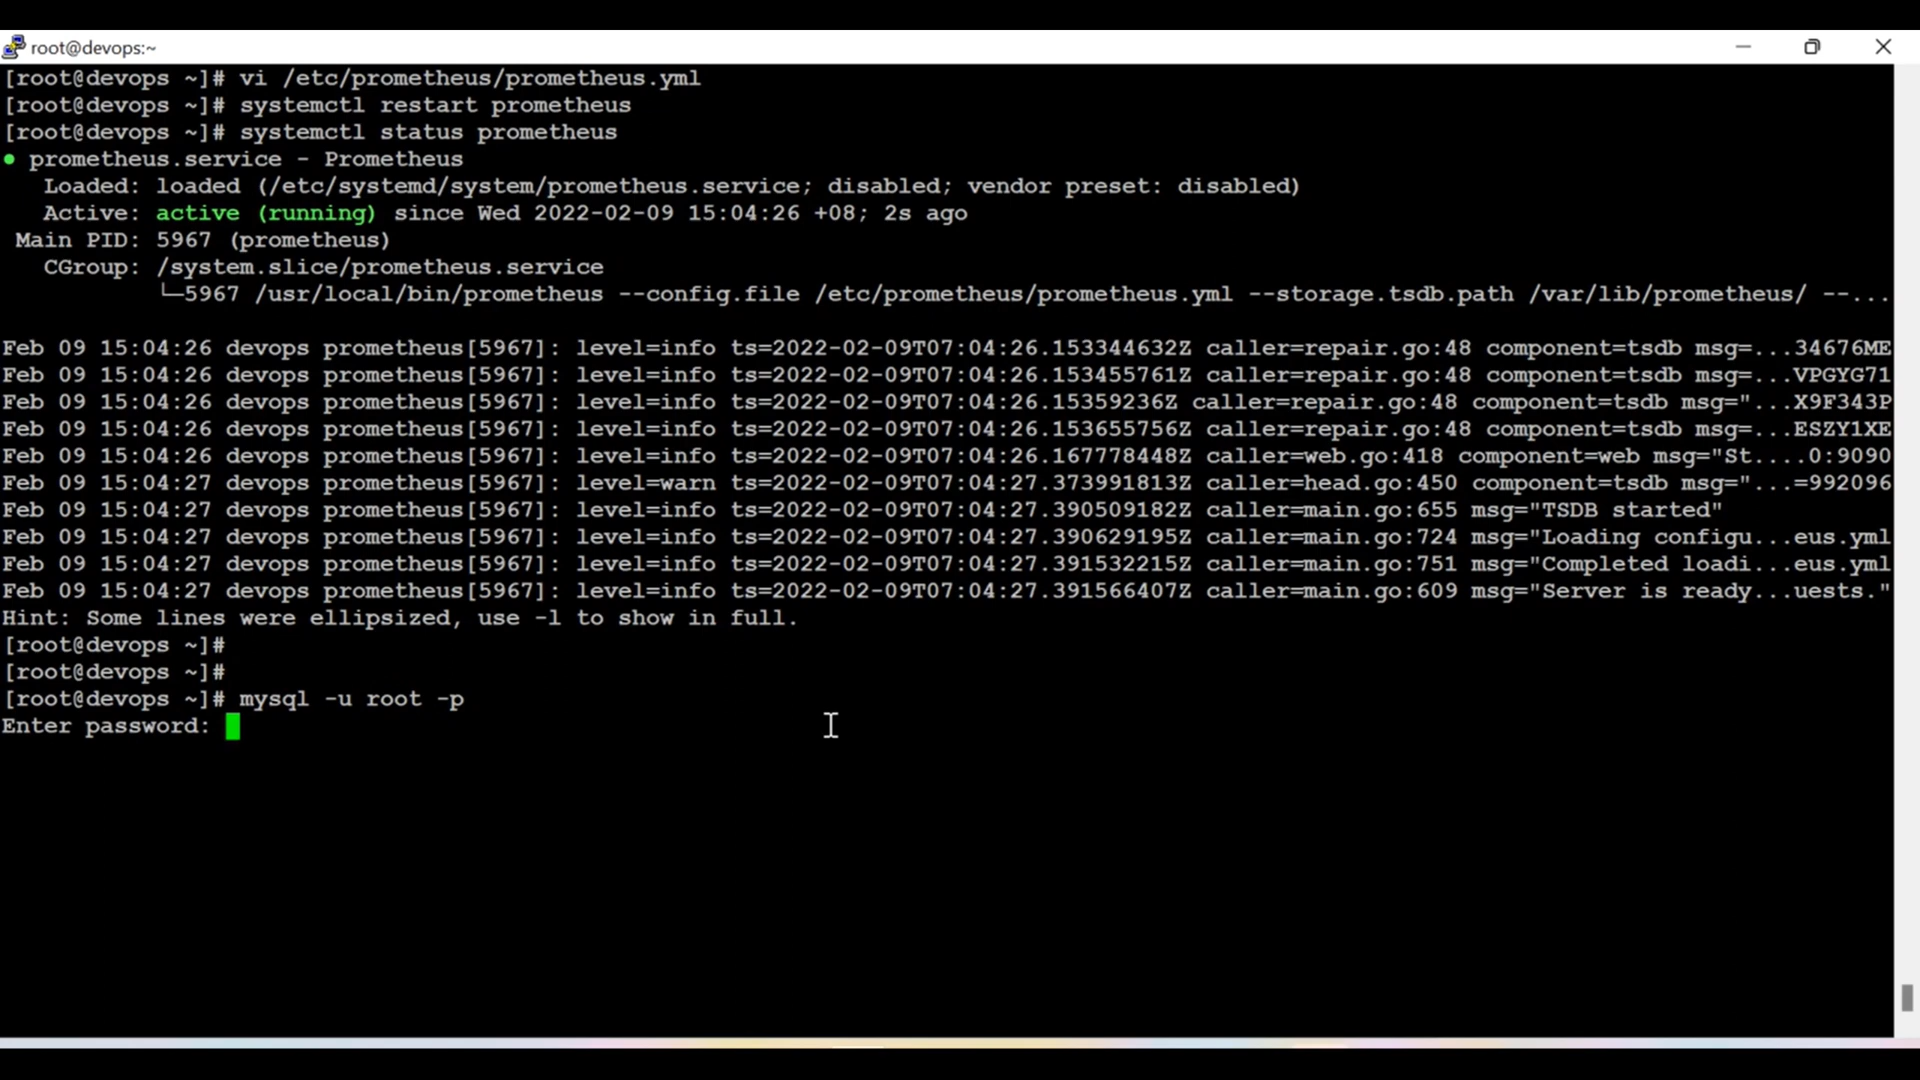 root@devops:~
[root@devops ~]# vi /etc/prometheus/prometheus.yml
[root@devops ~]# systemctl restart prometheus
[root@devops ~]# systemctl status prometheus
● prometheus.service - Prometheus
Loaded: loaded (/etc/systemd/system/prometheus.service; disabled; vendor preset: disabled)
Active: active (running) since Wed 2022-02-09 15:04:26 +08; 2s ago
Main PID: 5967 (prometheus)
CGroup: /system.slice/prometheus.service
└─5967 /usr/local/bin/prometheus --config.file /etc/prometheus/prometheus.yml --storage.tsdb.path /var/lib/prometheus/ --...
Feb 09 15:04:26 devops prometheus[5967]: level=info ts=2022-02-09T07:04:26.153344632Z caller=repair.go:48 component=tsdb msg=...34676ME
Feb 09 15:04:26 devops prometheus[5967]: level=info ts=2022-02-09T07:04:26.153455761Z caller=repair.go:48 component=tsdb msg=...VPGYG71
Feb 09 15:04:26 devops prometheus[5967]: level=info ts=2022-02-09T07:04:26.15359236Z caller=repair.go:48 component=tsdb msg="...X9F343P
Feb 09 15:04:26 devops prometheus[5967]: level=info ts=2022-02-09T07:04:26.153655756Z caller=repair.go:48 component=tsdb msg=...ESZY1XE
Feb 09 15:04:26 devops prometheus[5967]: level=info ts=2022-02-09T07:04:26.167778448Z caller=web.go:418 component=web msg="St....0:9090
Feb 09 15:04:27 devops prometheus[5967]: level=warn ts=2022-02-09T07:04:27.373991813Z caller=head.go:450 component=tsdb msg="...=992096
Feb 09 15:04:27 devops prometheus[5967]: level=info ts=2022-02-09T07:04:27.390509182Z caller=main.go:655 msg="TSDB started"
Feb 09 15:04:27 devops prometheus[5967]: level=info ts=2022-02-09T07:04:27.390629195Z caller=main.go:724 msg="Loading configu...eus.yml
Feb 09 15:04:27 devops prometheus[5967]: level=info ts=2022-02-09T07:04:27.391532215Z caller=main.go:751 msg="Completed loadi...eus.yml
Feb 09 15:04:27 devops prometheus[5967]: level=info ts=2022-02-09T07:04:27.391566407Z caller=main.go:609 msg="Server is ready...uests."
Hint: Some lines were ellipsized, use -l to show in full.
[root@devops ~]#
[root@devops ~]#
[root@devops ~]# mysql -u root -p
Enter password: